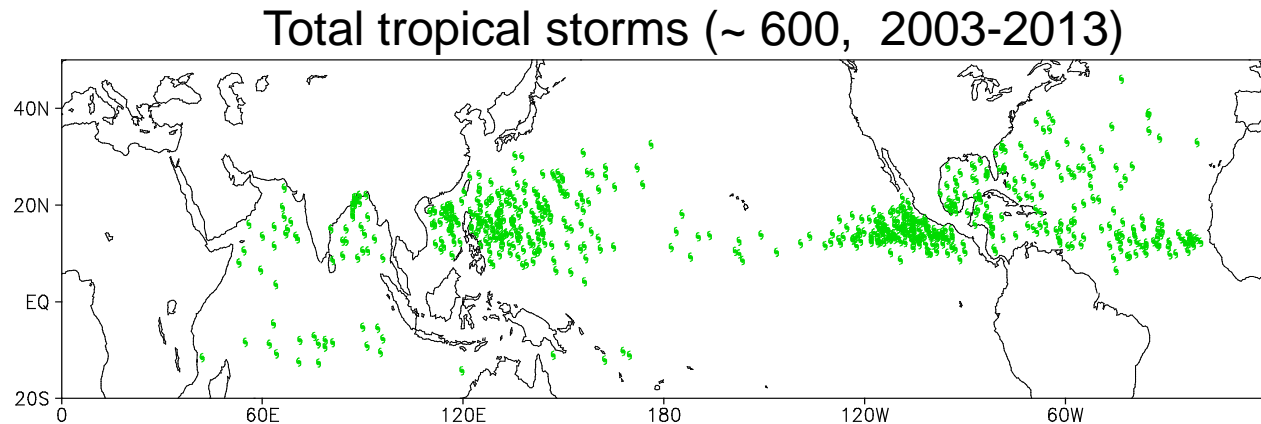 Total tropical storms (~ 600, 2003-2013)
40N
20N
EQ
20S
0 60E 120E 180 120W 60W